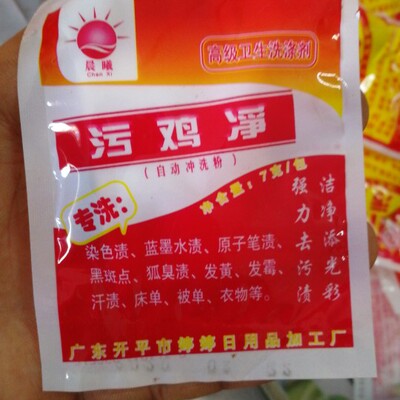 晨曦
Chen Xi
高级卫生洗涤剂
污鸡净
(自动冲洗粉)
净含量:7克/包
专洗:
染色渍、蓝墨水渍、原子笔渍、
黑斑点、狐臭渍、发黄、发霉、
汗渍、床单、被单、衣物等。
强力去污渍
洁净添光彩
广东开平市蜂蜂日用品加工厂